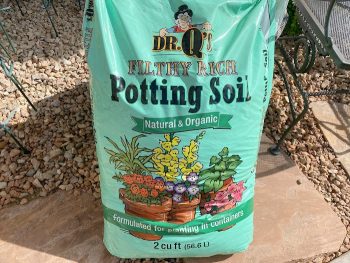 DR. Q's
FILTHY RICH
Potting Soil
Natural & Organic
Formulated for planting in containers
2 cu ft (56.6 L)